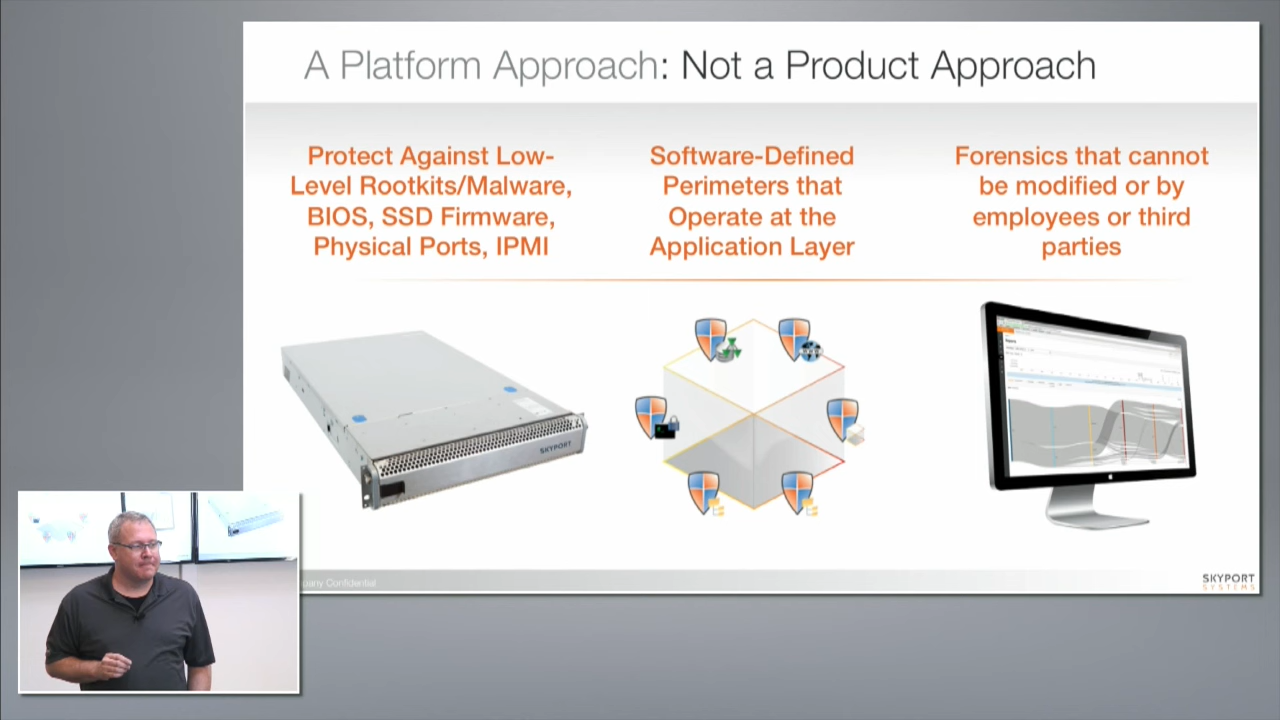 A Platform Approach: Not a Product Approach
Protect Against Low-
Level Rootkits/Malware,
BIOS, SSD Firmware,
Physical Ports, IPMI
Software-Defined
Perimeters that
Operate at the
Application Layer
Forensics that cannot
be modified or by
employees or third
parties
SKYPORT
Confidential
SKYPORT
SYSTEMS